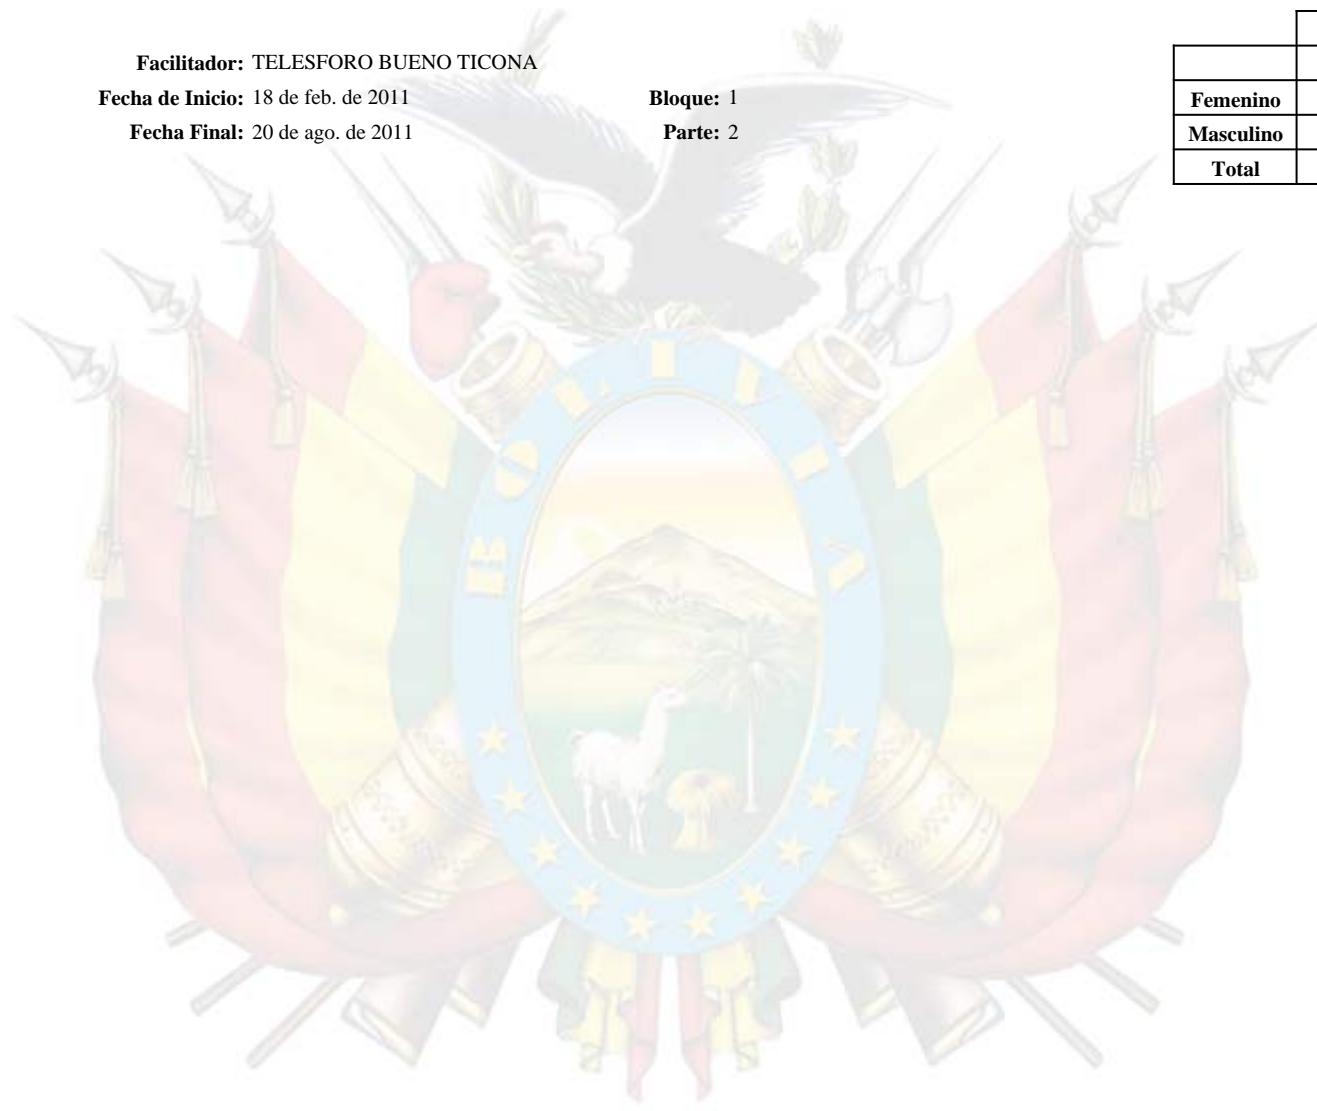 Facilitador: TELESFORO BUENO TICONA
Fecha de Inicio: 18 de feb. de 2011 Bloque: 1
Fecha Final: 20 de ago. de 2011 Parte: 2
Femenino
Masculino
Total
BOLIVIA